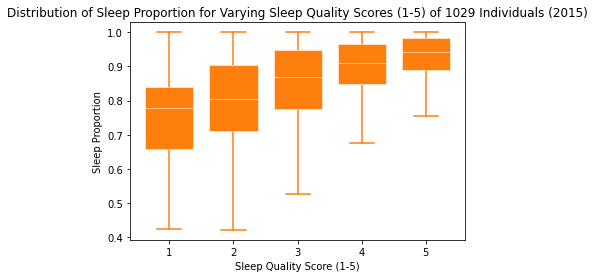 Distribution of Sleep Proportion for Varying Sleep Quality Scores (1-5) of 1029 Individuals (2015)
1.0
0.9
0.8
0.7
0.6
0.5
0.4
Sleep Proportion
1 2 3 4 5
Sleep Quality Score (1-5)